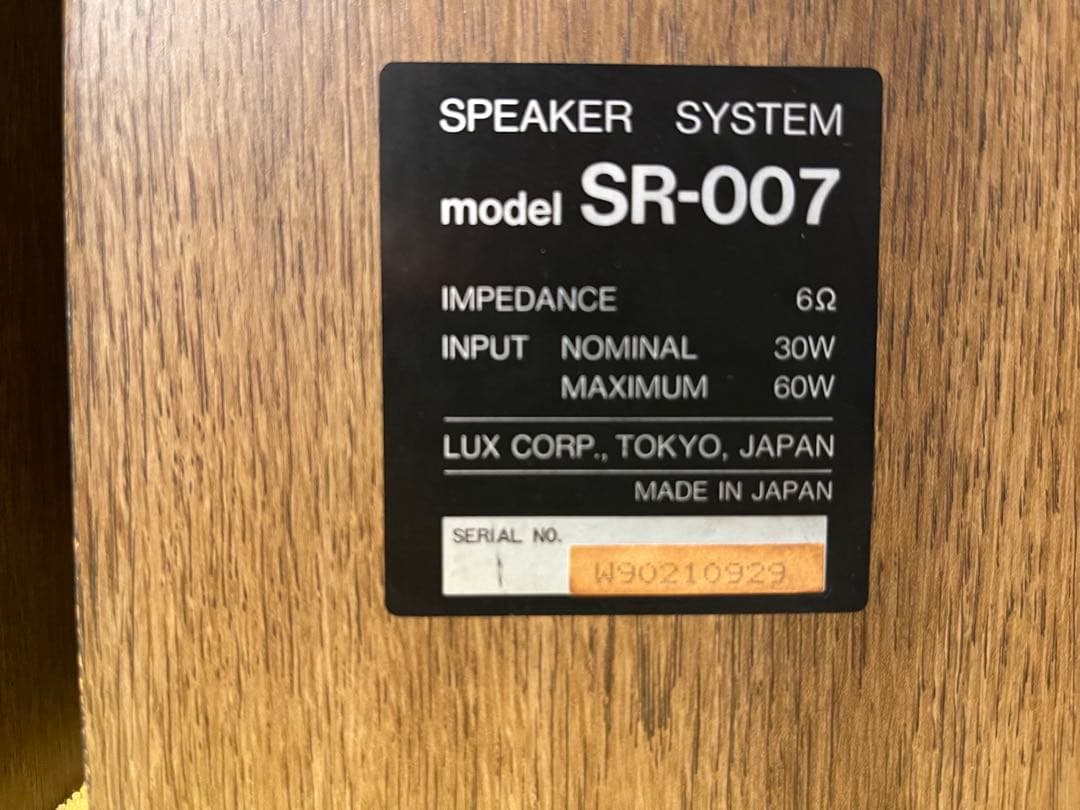 SPEAKER SYSTEM
model SR-007
IMPEDANCE 6Ω
INPUT NOMINAL 30W
MAXIMUM 60W
LUX CORP., TOKYO, JAPAN
MADE IN JAPAN
SERIAL NO.
W90210929